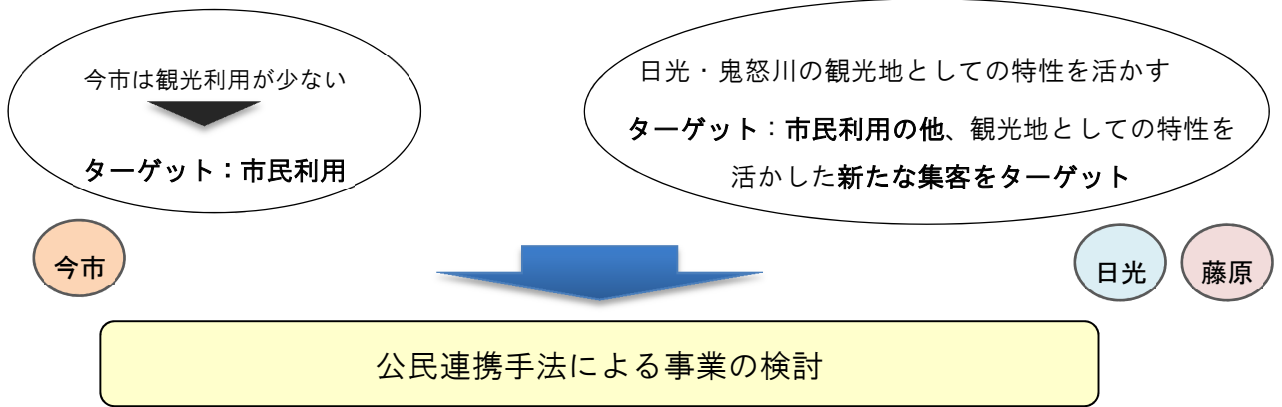 今市は観光利用が少ない
ターゲット：市民利用
日光・鬼怒川の観光地としての特性を活かす
ターゲット：市民利用の他、観光地としての特性を
活かした新たな集客をターゲット
今市
日光
藤原
公民連携手法による事業の検討